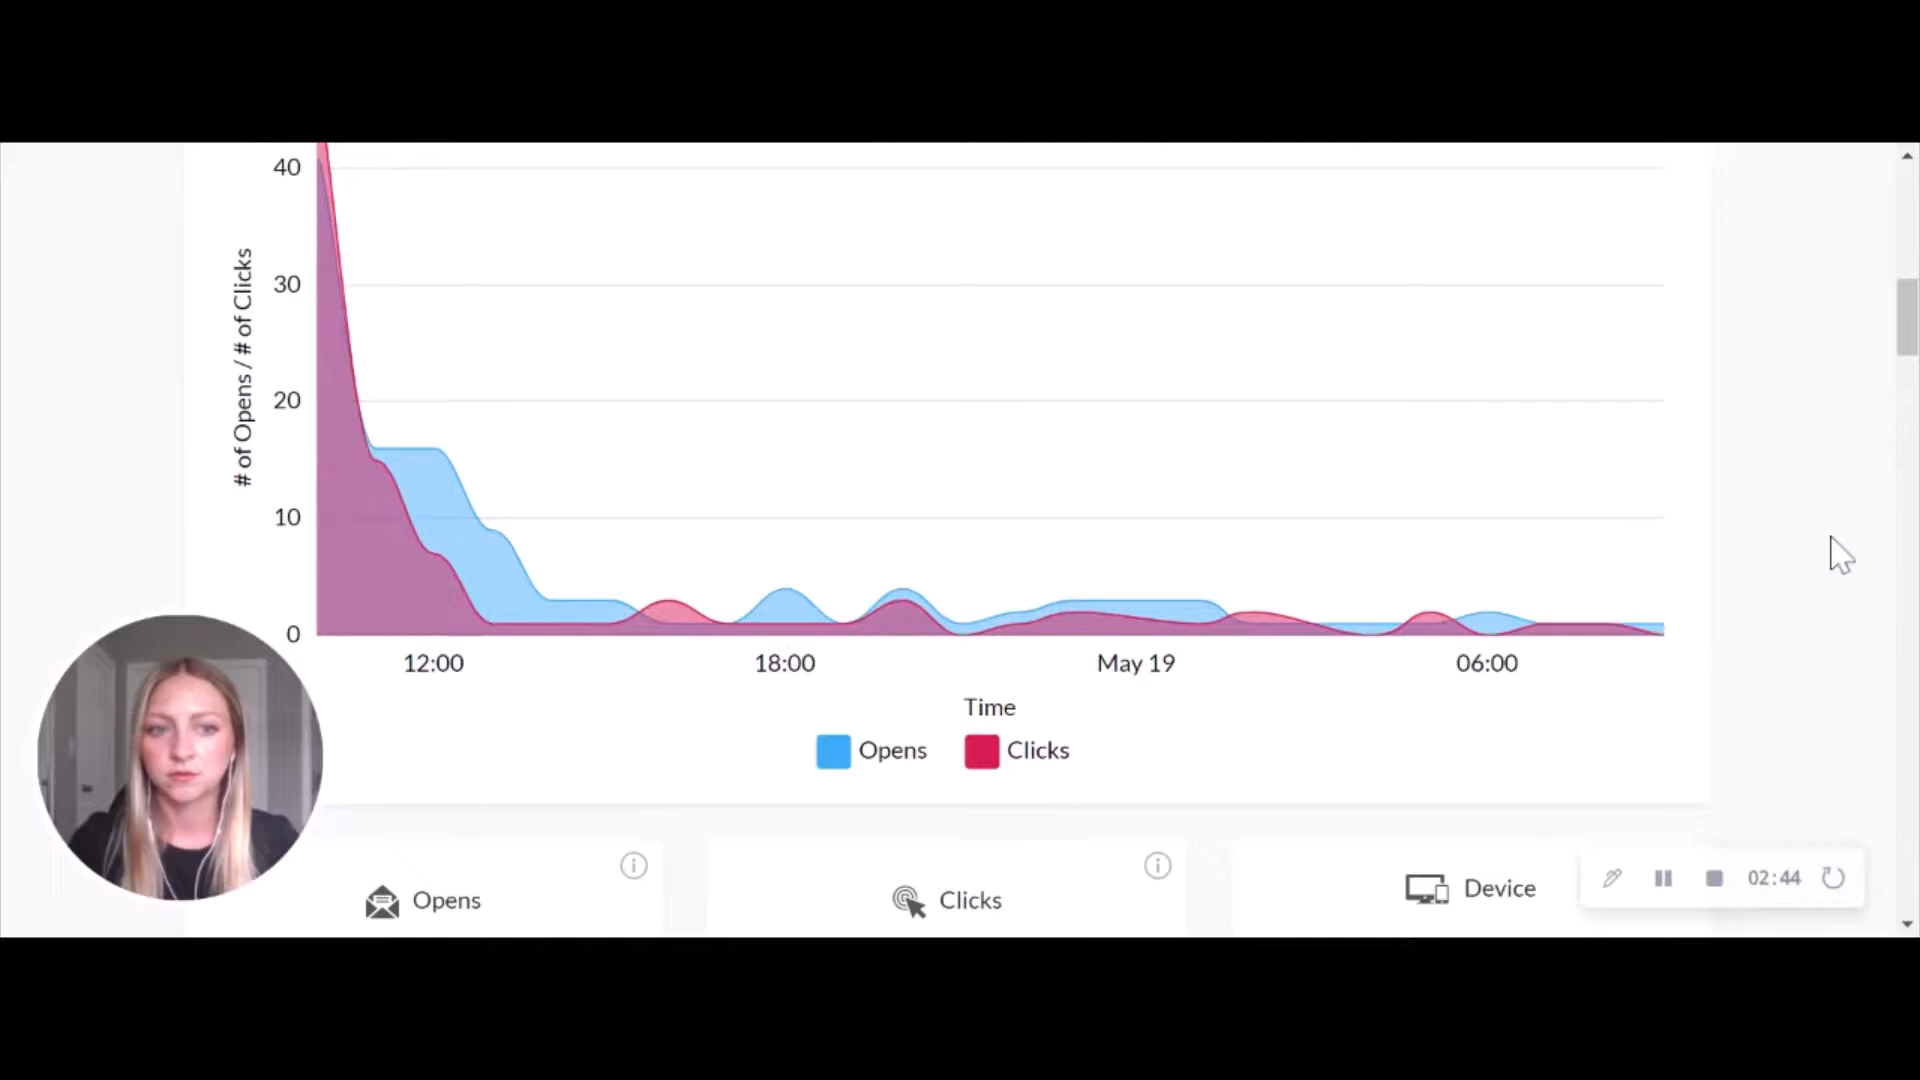 40
30
20
10
0
# of Opens / # of Clicks
12:00 18:00 May 19 06:00
Time
Opens Clicks
Opens Clicks Device 02:44